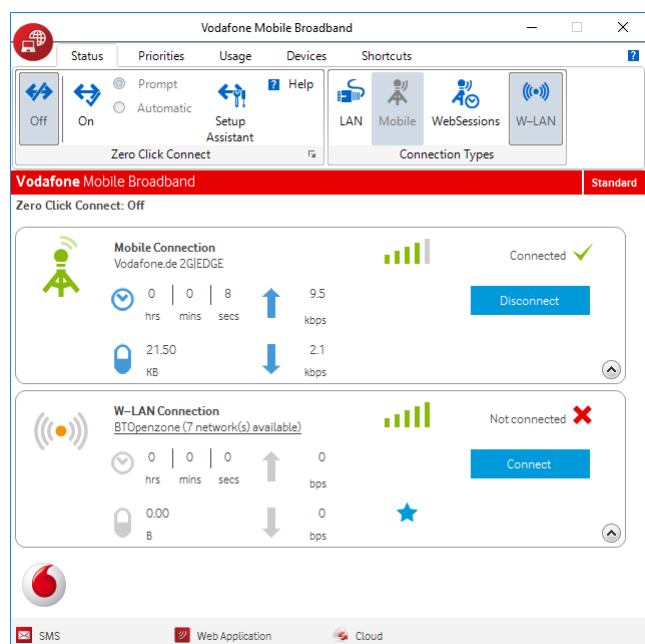 Vodafone Mobile Broadband
Status Priorities Usage Devices Shortcuts ?
Prompt ? Help
Automatic
Off On Setup Assistant LAN Mobile WebSessions W–LAN
Zero Click Connect Connection Types
Vodafone Mobile Broadband Standard
Zero Click Connect: Off
Mobile Connection
Vodafone.de 2G|EDGE Connected
0 0 8 9.5
hrs mins secs kbps
Disconnect
21.50 2.1
KB kbps
W–LAN Connection
BTOpenzone (7 network(s) available) Not connected
0 0 0 0
hrs mins secs bps
Connect
0.00 0
B bps
SMS Web Application Cloud